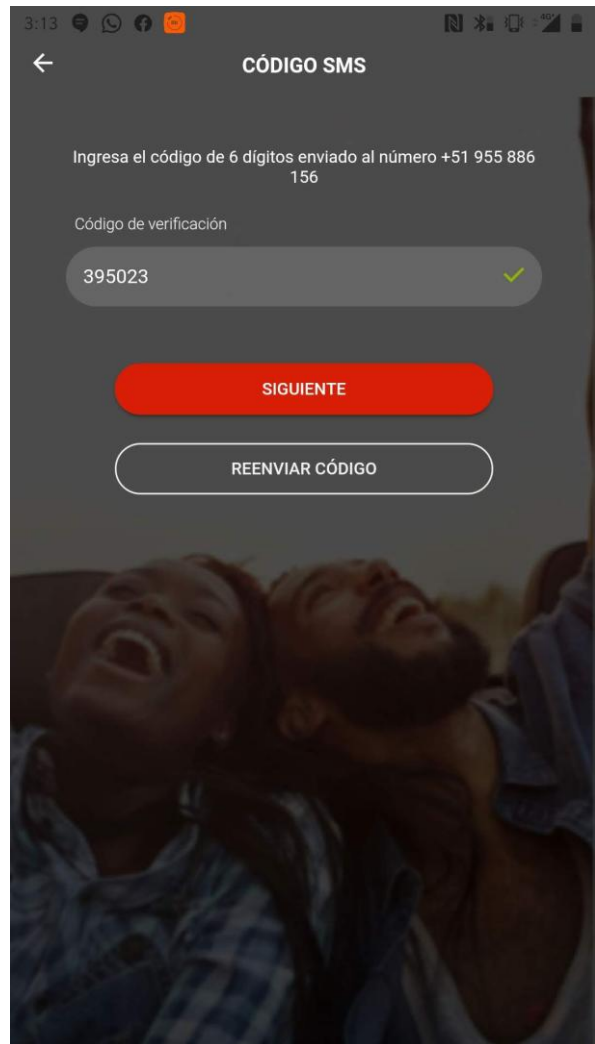 3:13
4G
CÓDIGO SMS
Ingresa el código de 6 dígitos enviado al número +51 955 886
156
Código de verificación
395023
SIGUIENTE
REENVIAR CÓDIGO